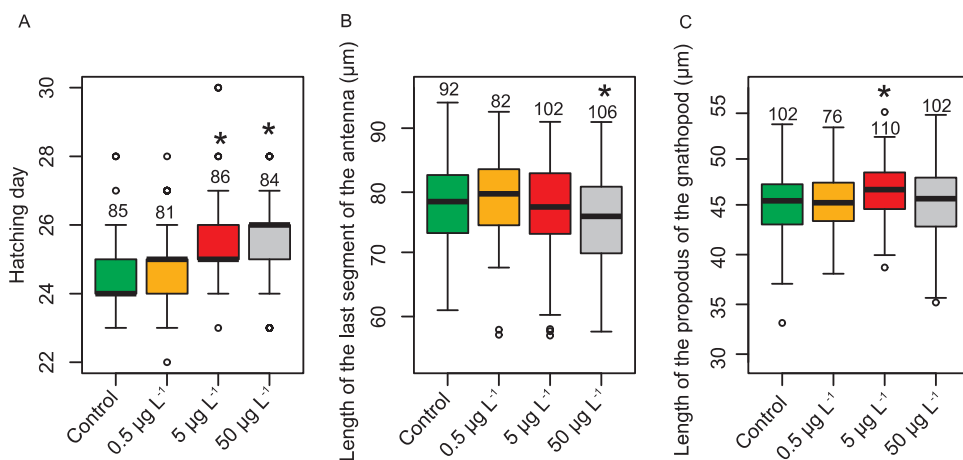 A
Hatching day
30
28
26
24
22
85
81
86
*
84
*
Control
0.5 µg L⁻¹
5 µg L⁻¹
50 µg L⁻¹
B
Length of the last segment of the antenna (µm)
90
80
70
60
92
82
102
106
*
Control
0.5 µg L⁻¹
5 µg L⁻¹
50 µg L⁻¹
C
Length of the propodus of the gnathopod (µm)
55
50
45
40
35
30
102
76
110
*
102
Control
0.5 µg L⁻¹
5 µg L⁻¹
50 µg L⁻¹